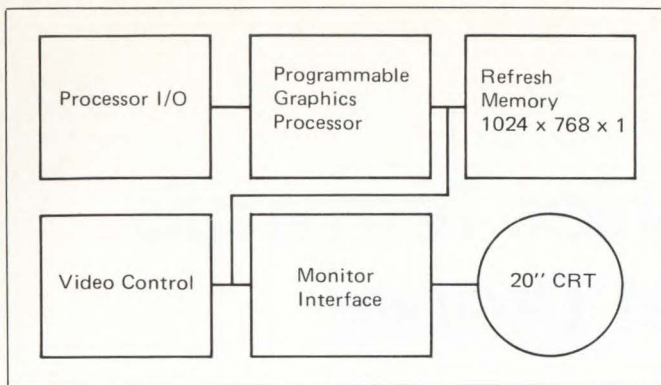 Processor I/O
Programmable
Graphics
Processor
Refresh
Memory
1024 x 768 x 1
Video Control
Monitor
Interface
20'' CRT